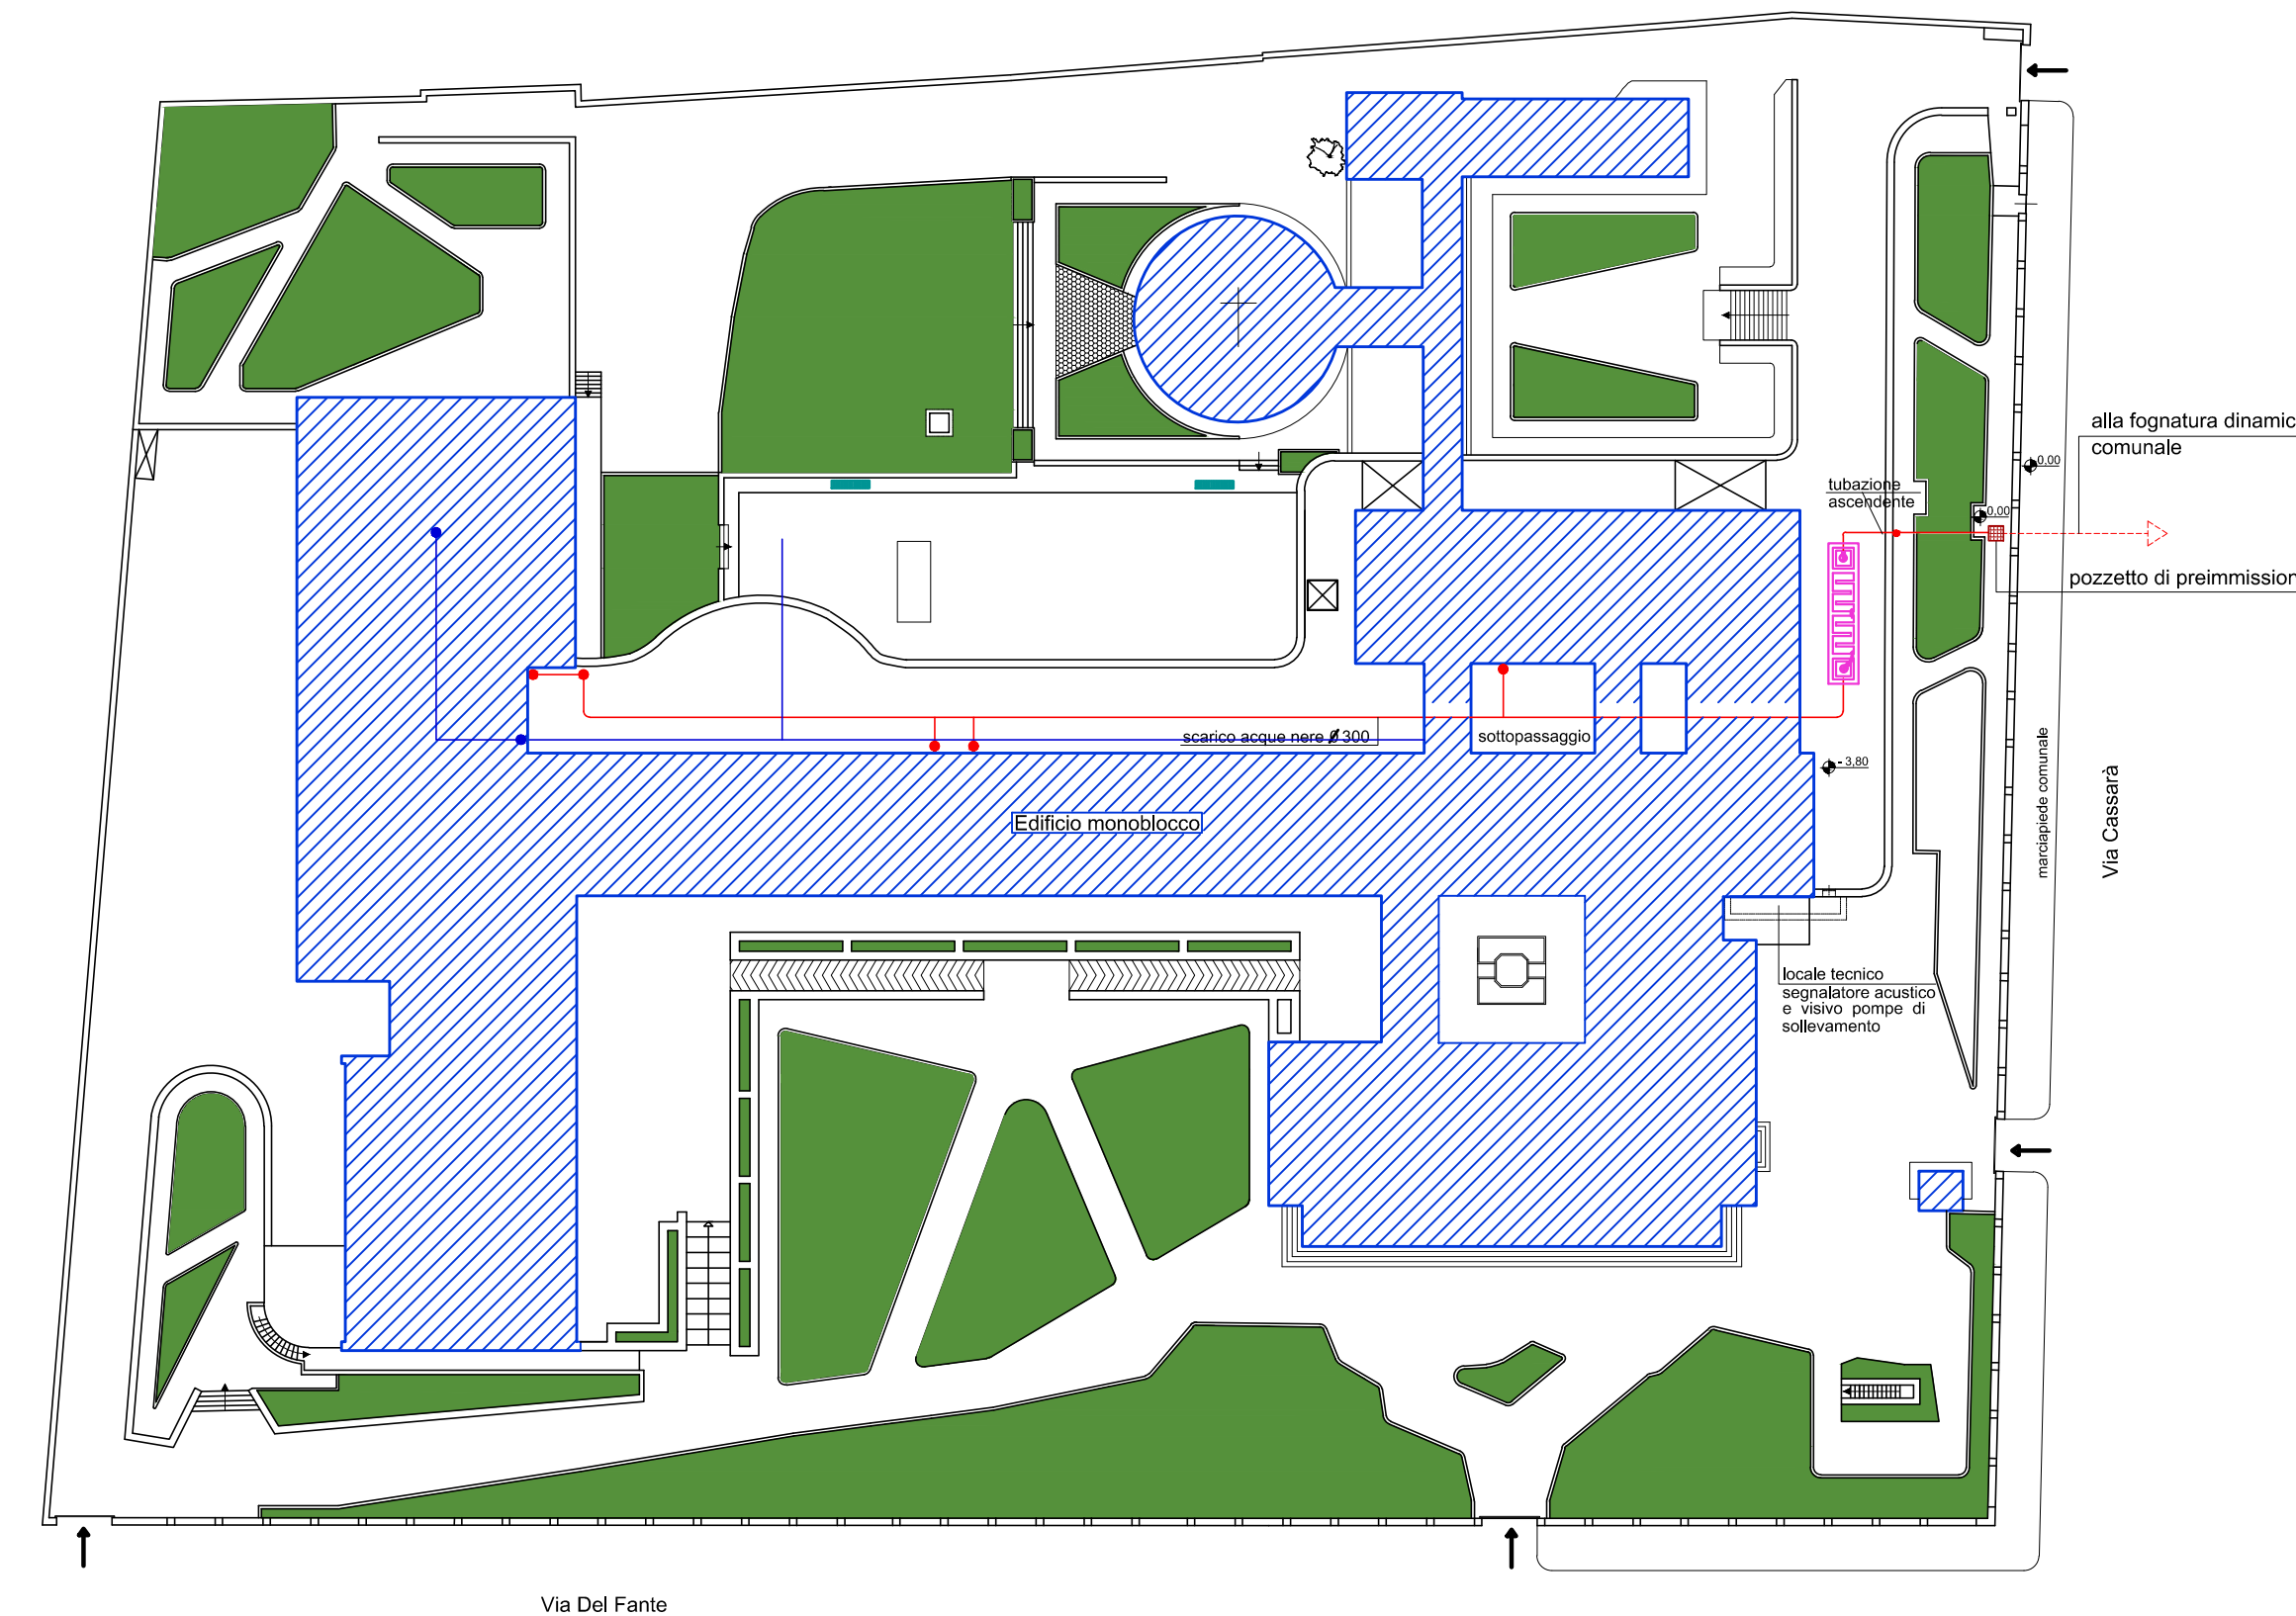 alla fognatura dinamic
comunale
0,00
tubazione
ascendente
0,00
pozzetto di preimmission
scarico acque nere Ø 300
sottopassaggio
- 3,80
marciapiede comunale
Via Cassarà
Edificio monoblocco
locale tecnico
segnalatore acustico
e visivo pompe di
sollevamento
Via Del Fante